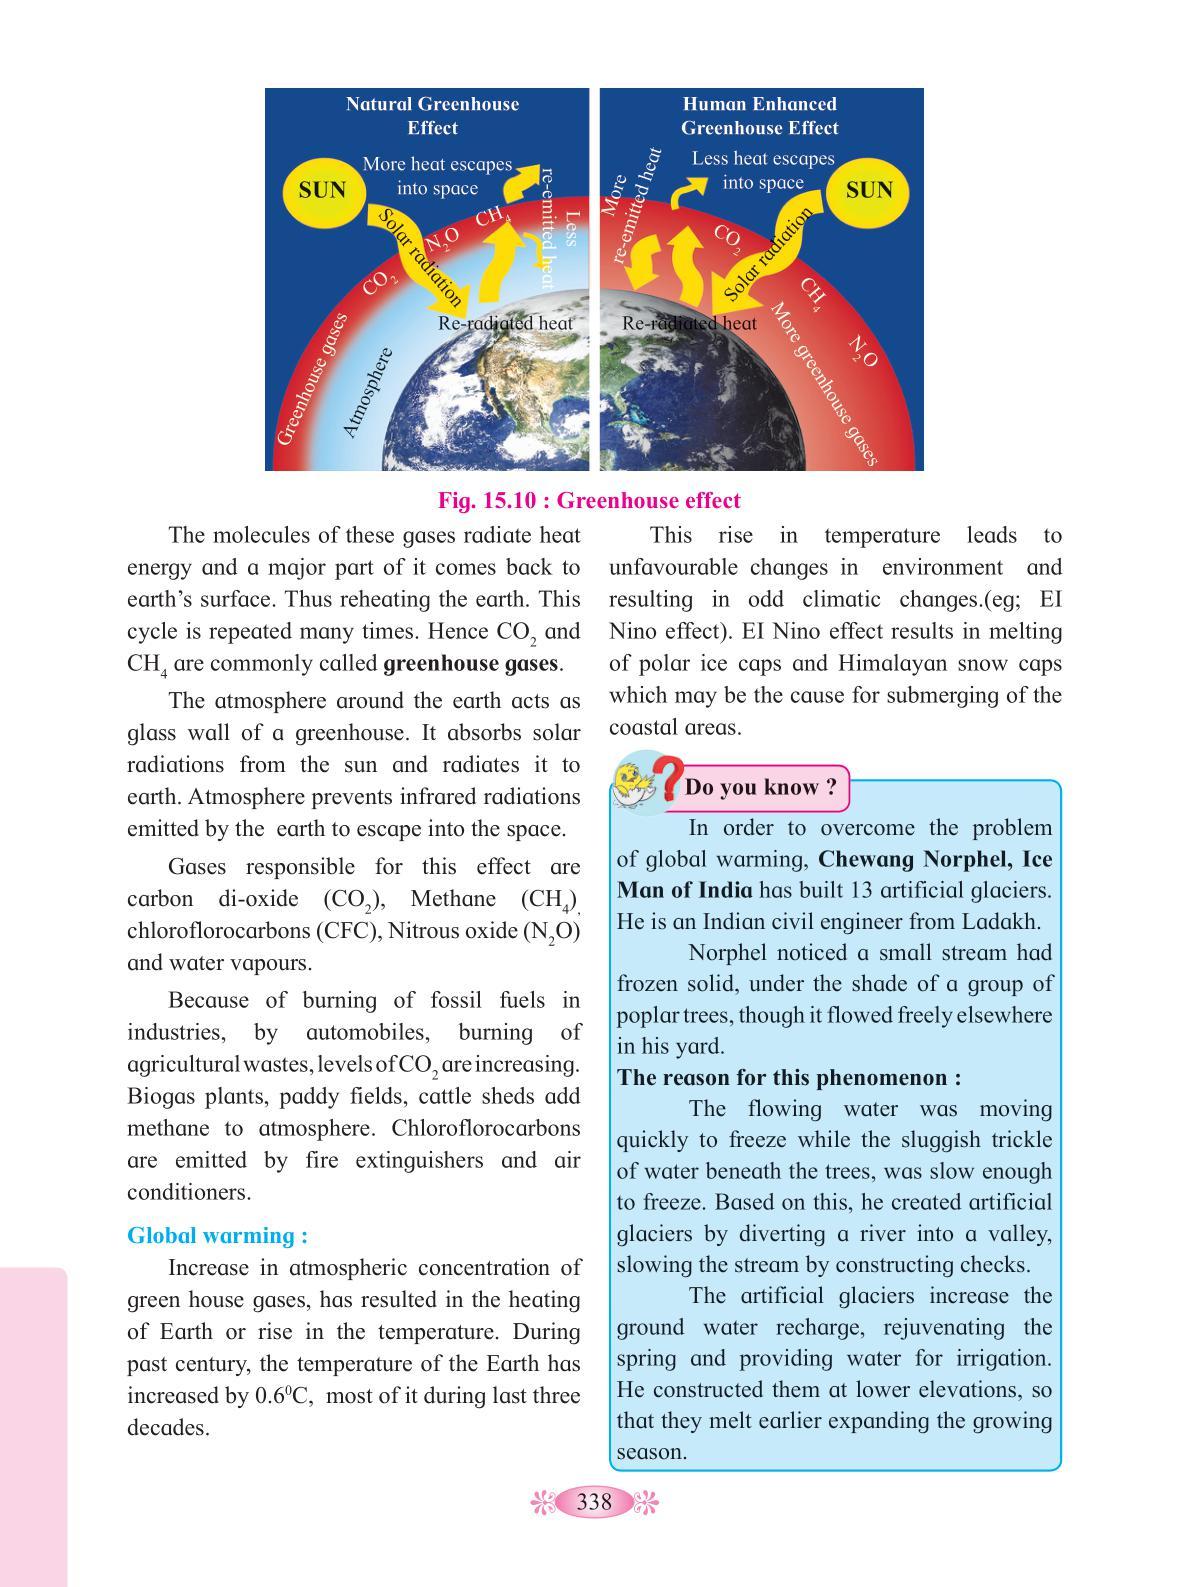 Natural Greenhouse
Effect
SUN
More heat escapes
into space
Solar radiation
CH4
N2O
CO2
Greenhouse gases
Atmosphere
Less
re-emitted heat
Re-radiated heat
Human Enhanced
Greenhouse Effect
More
re-emitted heat
Less heat escapes
into space
SUN
Solar radiation
CO2
CH4
N2O
More greenhouse gases
Re-radiated heat
Fig. 15.10 : Greenhouse effect
The molecules of these gases radiate heat
energy and a major part of it comes back to
earth’s surface. Thus reheating the earth. This
cycle is repeated many times. Hence CO2 and
CH4 are commonly called greenhouse gases.
The atmosphere around the earth acts as
glass wall of a greenhouse. It absorbs solar
radiations from the sun and radiates it to
earth. Atmosphere prevents infrared radiations
emitted by the earth to escape into the space.
Gases responsible for this effect are
carbon di-oxide (CO2), Methane (CH4),
chloroflorocarbons (CFC), Nitrous oxide (N2O)
and water vapours.
Because of burning of fossil fuels in
industries, by automobiles, burning of
agricultural wastes, levels of CO2 are increasing.
Biogas plants, paddy fields, cattle sheds add
methane to atmosphere. Chloroflorocarbons
are emitted by fire extinguishers and air
conditioners.
Global warming :
Increase in atmospheric concentration of
green house gases, has resulted in the heating
of Earth or rise in the temperature. During
past century, the temperature of the Earth has
increased by 0.6⁰C, most of it during last three
decades.
This rise in temperature leads to
unfavourable changes in environment and
resulting in odd climatic changes.(eg; EI
Nino effect). EI Nino effect results in melting
of polar ice caps and Himalayan snow caps
which may be the cause for submerging of the
coastal areas.
Do you know ?
In order to overcome the problem
of global warming, Chewang Norphel, Ice
Man of India has built 13 artificial glaciers.
He is an Indian civil engineer from Ladakh.
Norphel noticed a small stream had
frozen solid, under the shade of a group of
poplar trees, though it flowed freely elsewhere
in his yard.
The reason for this phenomenon :
The flowing water was moving
quickly to freeze while the sluggish trickle
of water beneath the trees, was slow enough
to freeze. Based on this, he created artificial
glaciers by diverting a river into a valley,
slowing the stream by constructing checks.
The artificial glaciers increase the
ground water recharge, rejuvenating the
spring and providing water for irrigation.
He constructed them at lower elevations, so
that they melt earlier expanding the growing
season.
338